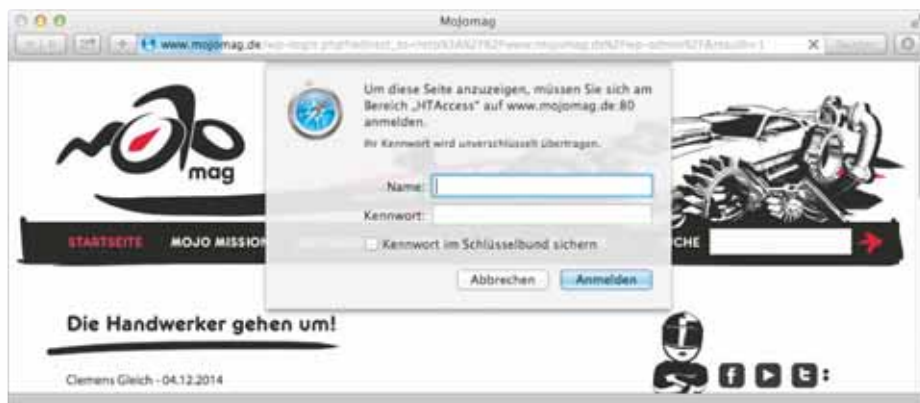 Mojomag
www.mojomag.de
Um diese Seite anzuzeigen, müssen Sie sich am
Bereich „HTAccess" auf www.mojomag.de:80
anmelden.
Ihr Kennwort wird unverschlüsselt übertragen.
Name:
Kennwort:
Kennwort im Schlüsselbund sichern
Abbrechen
Anmelden
MOJO
mag
STARTSEITE
MOJO MISSION
Die Handwerker gehen um!
Clemens Gleich - 04.12.2014